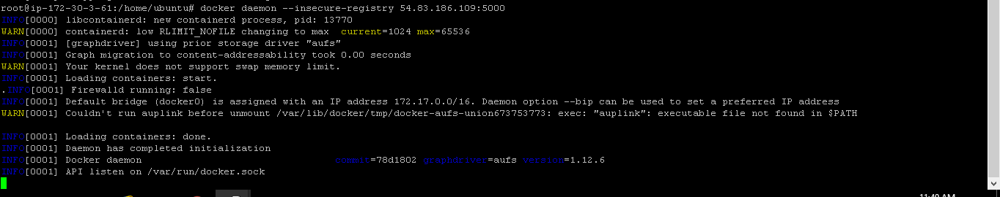 root@ip-172-30-3-61:/home/ubuntu# docker daemon --insecure-registry 54.83.186.109:5000
INFO[0000] libcontainerd: new containerd process, pid: 13770
WARN[0000] containerd: low RLIMIT_NOFILE changing to max  current=1024 max=65536
INFO[0001] [graphdriver] using prior storage driver "aufs"
INFO[0001] Graph migration to content-addressability took 0.00 seconds
WARN[0001] Your kernel does not support swap memory limit.
INFO[0001] Loading containers: start.
.INFO[0001] Firewalld running: false
INFO[0001] Default bridge (docker0) is assigned with an IP address 172.17.0.0/16. Daemon option --bip can be used to set a preferred IP address
WARN[0001] Couldn't run auplink before unmount /var/lib/docker/tmp/docker-aufs-union673753773: exec: "auplink": executable file not found in $PATH
INFO[0001] Loading containers: done.
INFO[0001] Daemon has completed initialization
INFO[0001] Docker daemon                                 commit=78d1802 graphdriver=aufs version=1.12.6
INFO[0001] API listen on /var/run/docker.sock